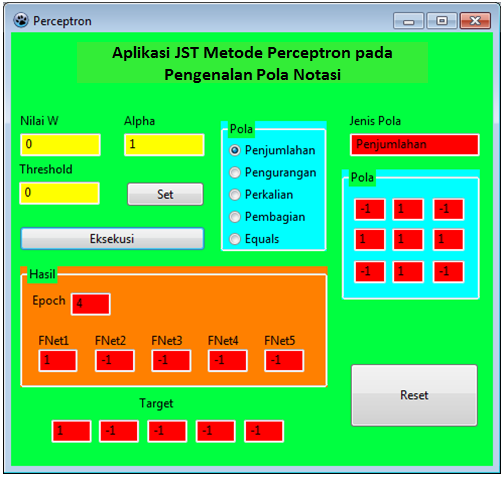 Perceptron
Aplikasi JST Metode Perceptron pada
Pengenalan Pola Notasi
Nilai W
0
Alpha
1
Threshold
0
Set
Eksekusi
Pola
Penjumlahan
Pengurangan
Perkalian
Pembagian
Equals
Jenis Pola
Penjumlahan
Pola
-1 1 -1
1 1 1
-1 1 -1
Hasil
Epoch 4
FNet1 FNet2 FNet3 FNet4 FNet5
1 -1 -1 -1 -1
Target
1 -1 -1 -1 -1
Reset